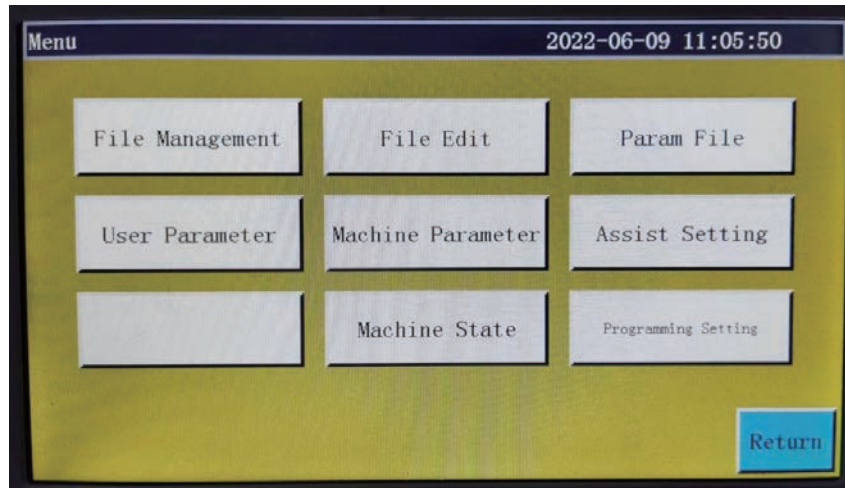 Menu 2022-06-09 11:05:50
File Management File Edit Param File
User Parameter Machine Parameter Assist Setting
Machine State Programming Setting
Return